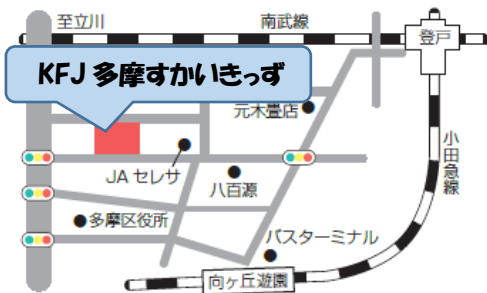 至立川
南武線
登戸
KFJ 多摩すかいきっず
元木畳店
小田急線
JA セレサ
八百源
多摩区役所
バスターミナル
向ヶ丘遊園